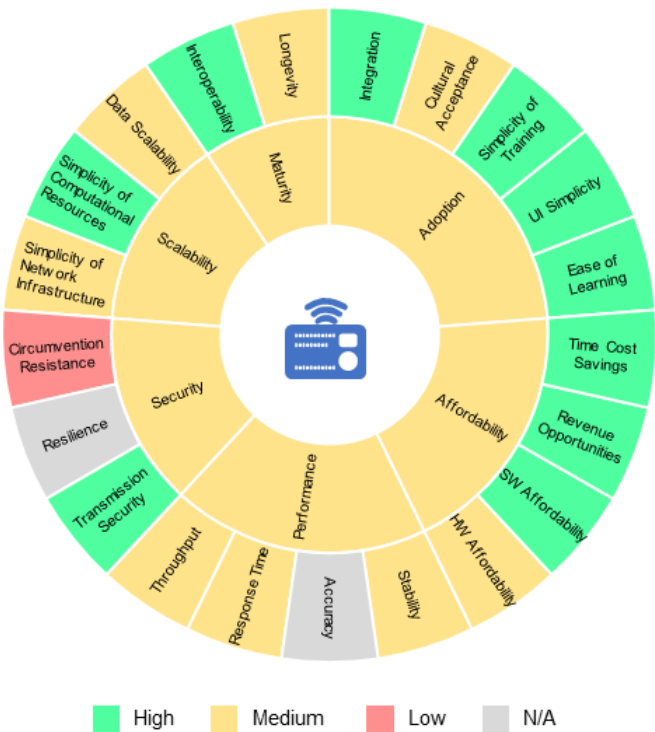 Longevity
Integration
Cultural
Acceptance
Simplicity of
Training
UI Simplicity
Ease of
Learning
Time Cost
Savings
Revenue
Opportunities
SW Affordability
HW Affordability
Stability
Accuracy
Response Time
Throughput
Transmission
Security
Resilience
Circumvention
Resistance
Simplicity of
Network
Infrastructure
Simplicity of
Computational
Resources
Data Scalability
Interoperability
Maturity
Adoption
Affordability
Performance
Security
Scalability
High
Medium
Low
N/A